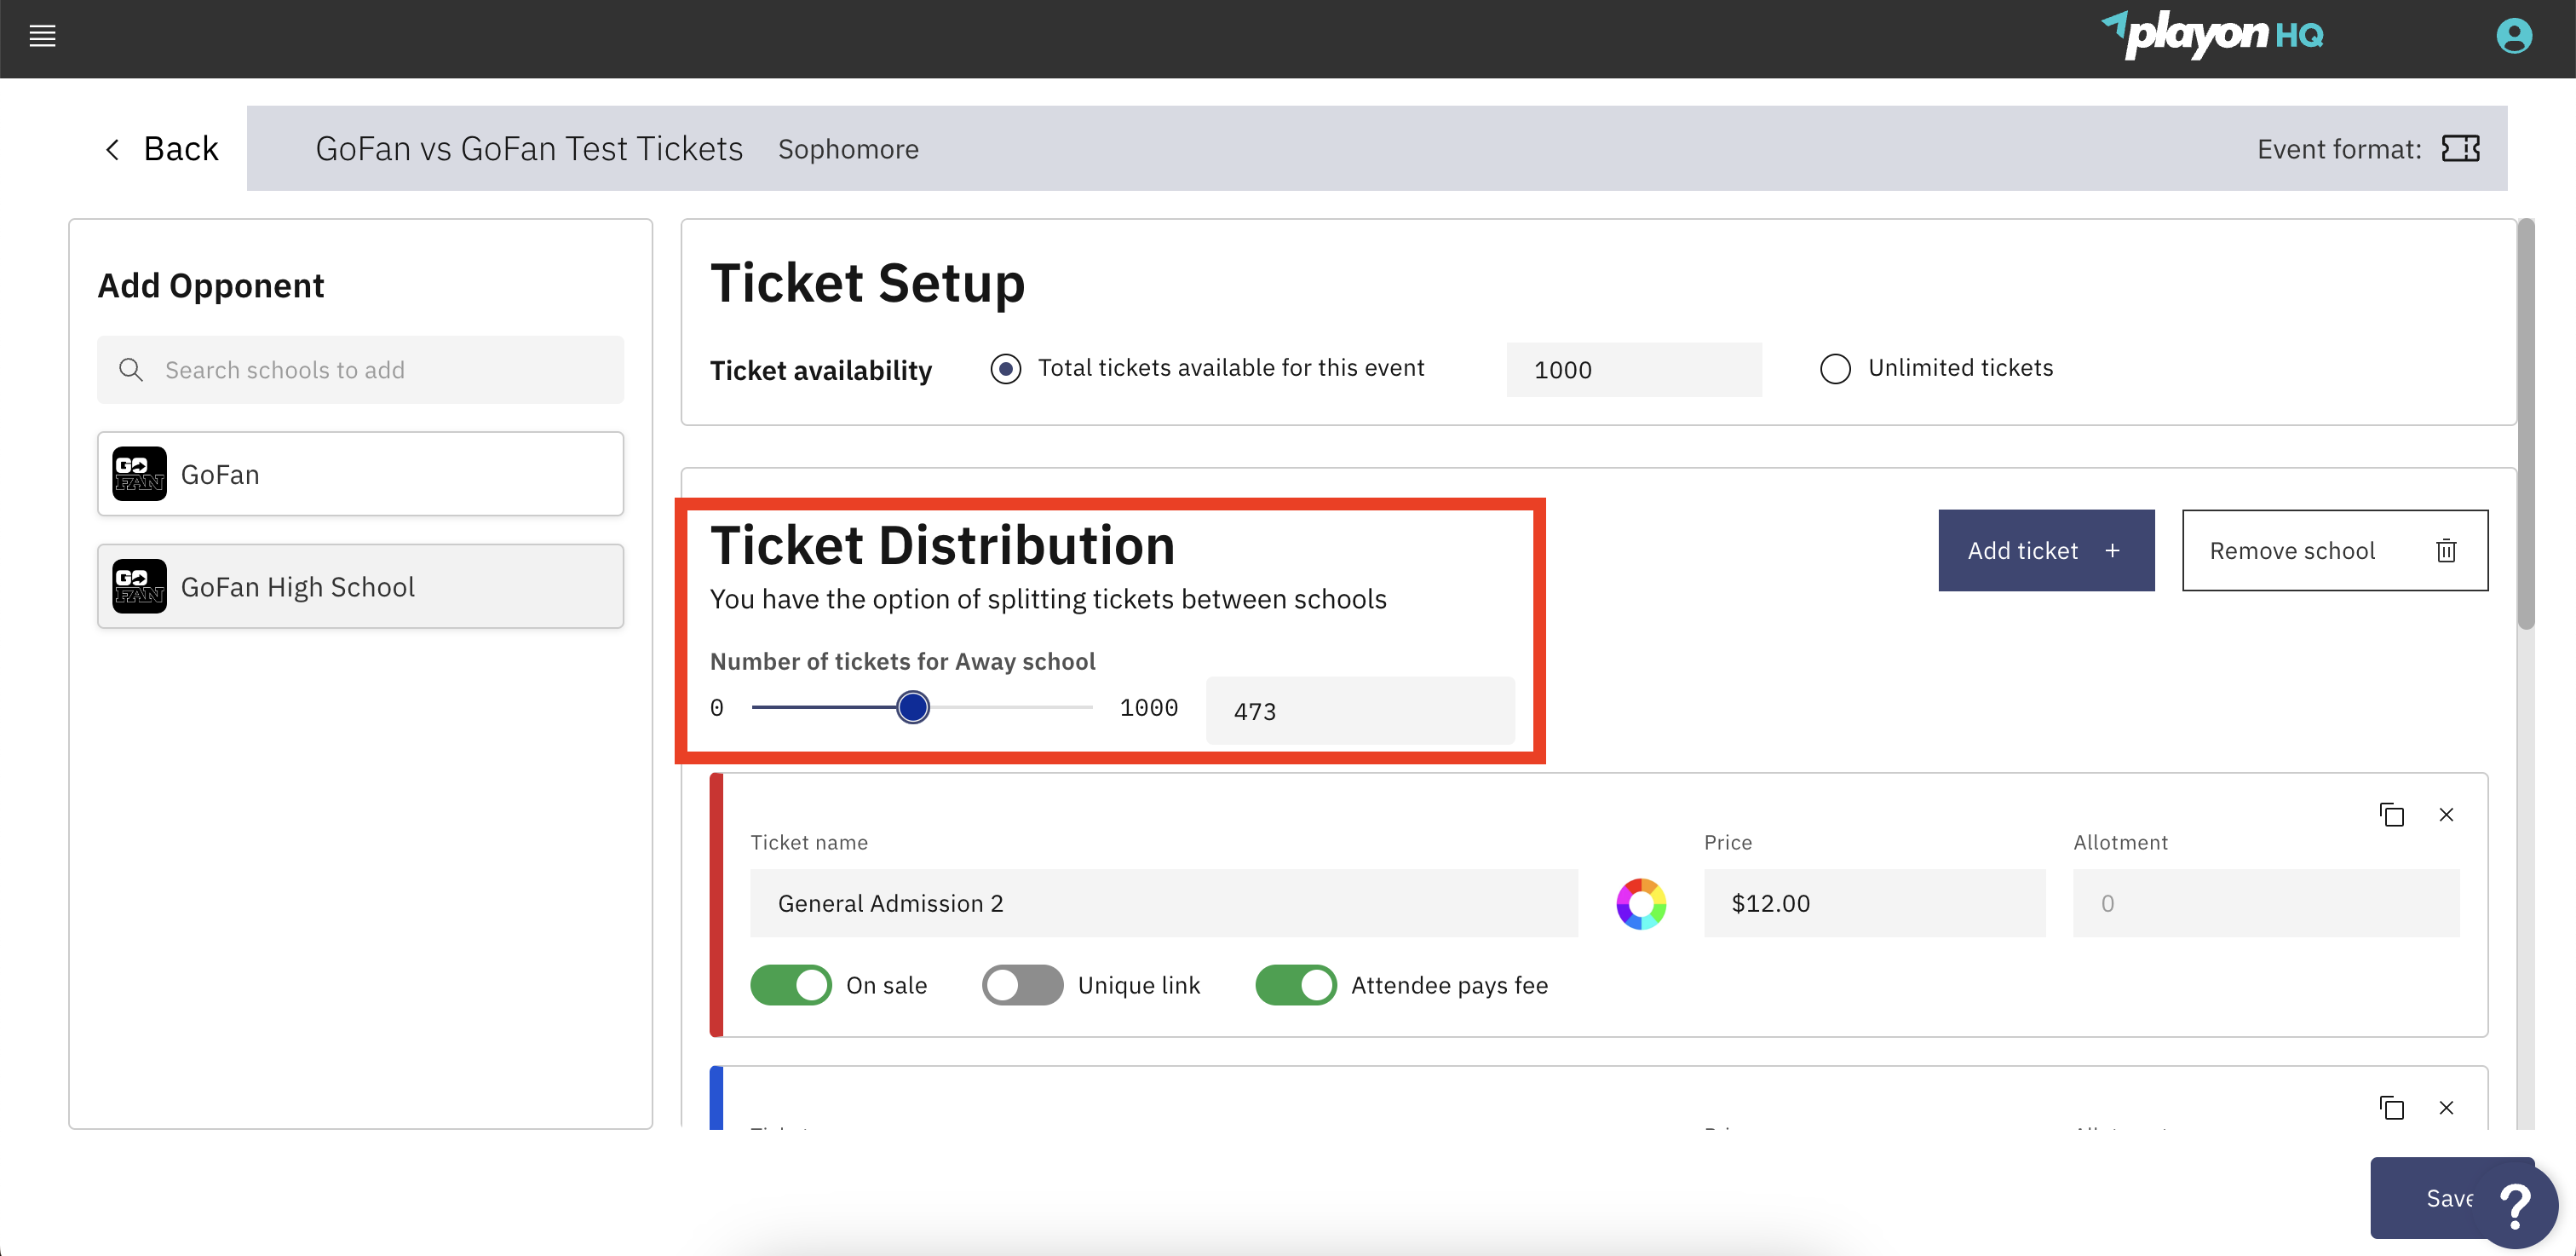 playon HQ
Back
GoFan vs GoFan Test Tickets Sophomore
Event format:
Add Opponent
Search schools to add
GO FAN GoFan
GO FAN GoFan High School
Ticket Setup
Ticket availability Total tickets available for this event 1000 Unlimited tickets
Ticket Distribution
Add ticket + Remove school
You have the option of splitting tickets between schools
Number of tickets for Away school
0 1000 473
Ticket name Price Allotment
General Admission 2 $12.00 0
On sale Unique link Attendee pays fee
Save ?